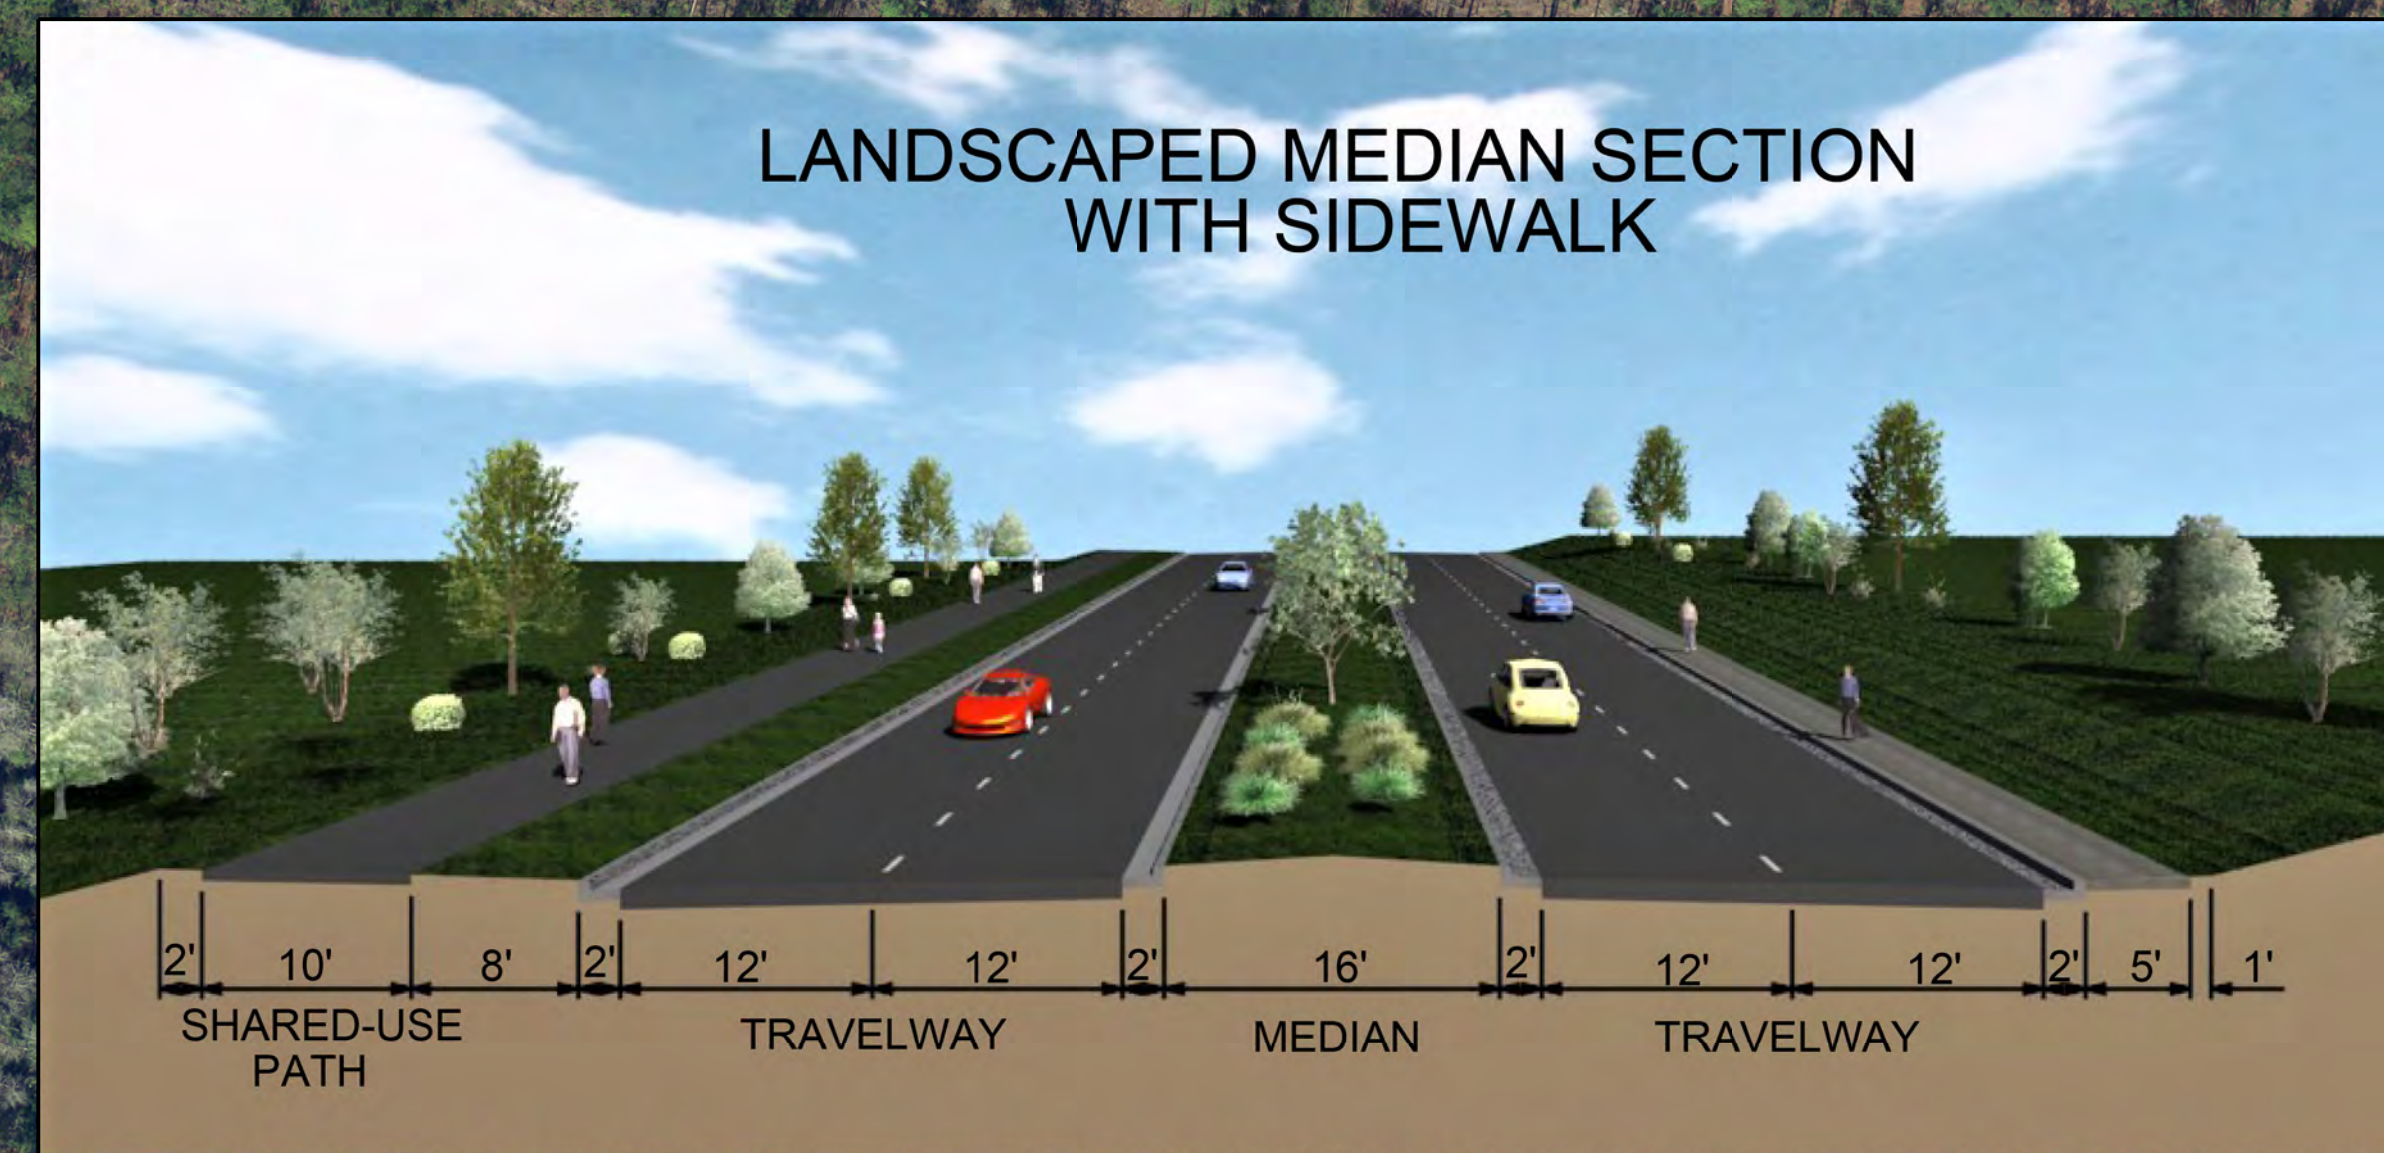 LANDSCAPED MEDIAN SECTION
WITH SIDEWALK
2' 10' 8' 2' 12' 12' 2' 16' 2' 12' 12' 2' 5' 1'
SHARED-USE
PATH
TRAVELWAY
MEDIAN
TRAVELWAY